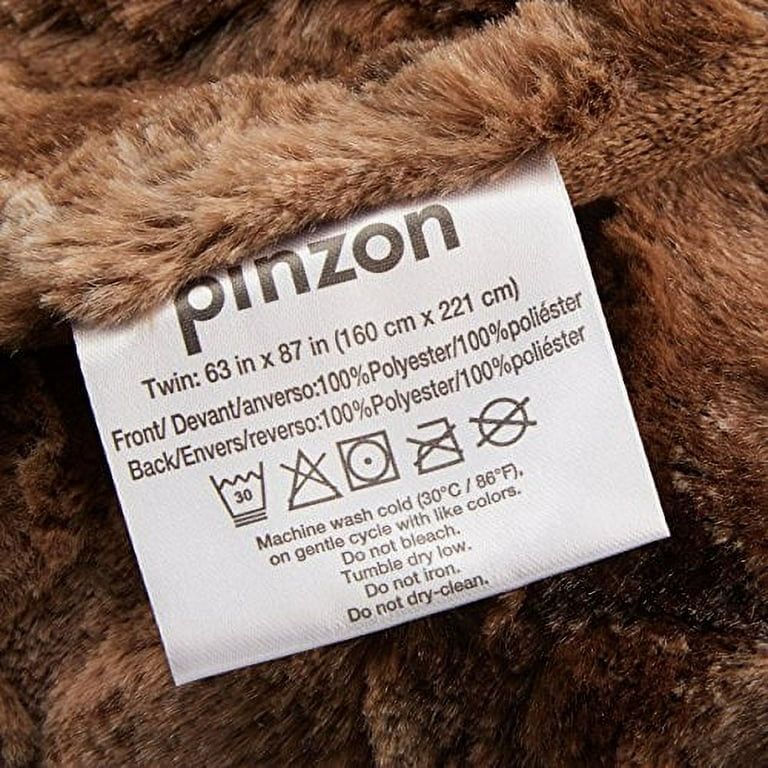 pinzon
Twin: 63 in x 87 in (160 cm x 221 cm)
Front/ Devant/anverso:100%Polyester/100%poliéster
Back/Envers/reverso:100%Polyester/100%poliéster
30
Machine wash cold (30°C / 86°F),
on gentle cycle with like colors.
Do not bleach.
Tumble dry low.
Do not iron.
Do not dry-clean.